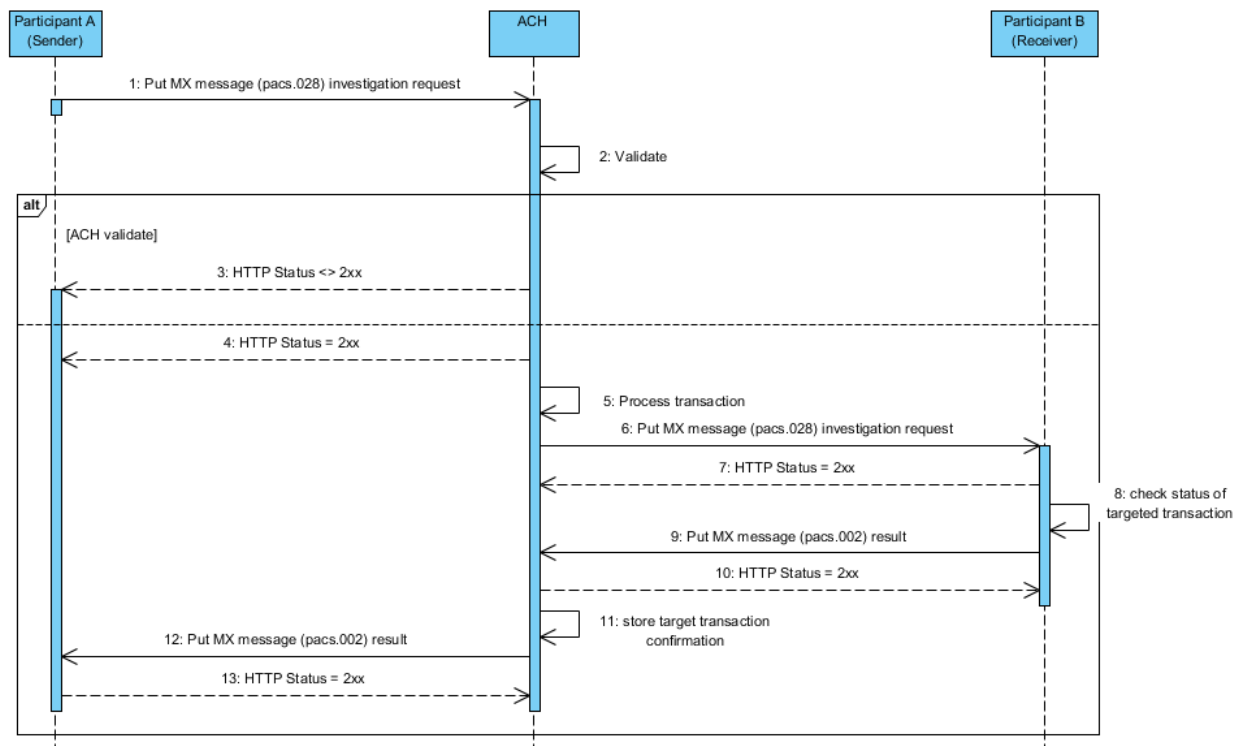 Participant A
(Sender)
ACH
Participant B
(Receiver)
1: Put MX message (pacs.028) investigation request
2: Validate
alt
[ACH validate]
3: HTTP Status <> 2xx
4: HTTP Status = 2xx
5: Process transaction
6: Put MX message (pacs.028) investigation request
7: HTTP Status = 2xx
8: check status of
targeted transaction
9: Put MX message (pacs.002) result
10: HTTP Status = 2xx
11: store target transaction
confirmation
12: Put MX message (pacs.002) result
13: HTTP Status = 2xx